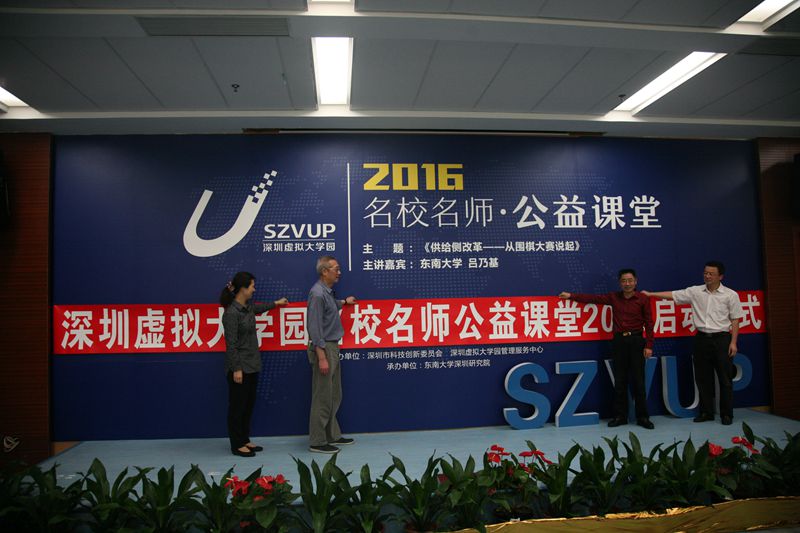 2016
名校名师·公益课堂
SZVUP
深圳虚拟大学园
主 题：《供给侧改革——从围棋大赛说起》
主讲嘉宾：东南大学 吕乃基
深圳虚拟大学园 校名师公益课堂20 启动 式
办单位：深圳市科技创新委员会 深圳虚拟大学园管理服务中心
承办单位：东南大学深圳研究院
SZVUP